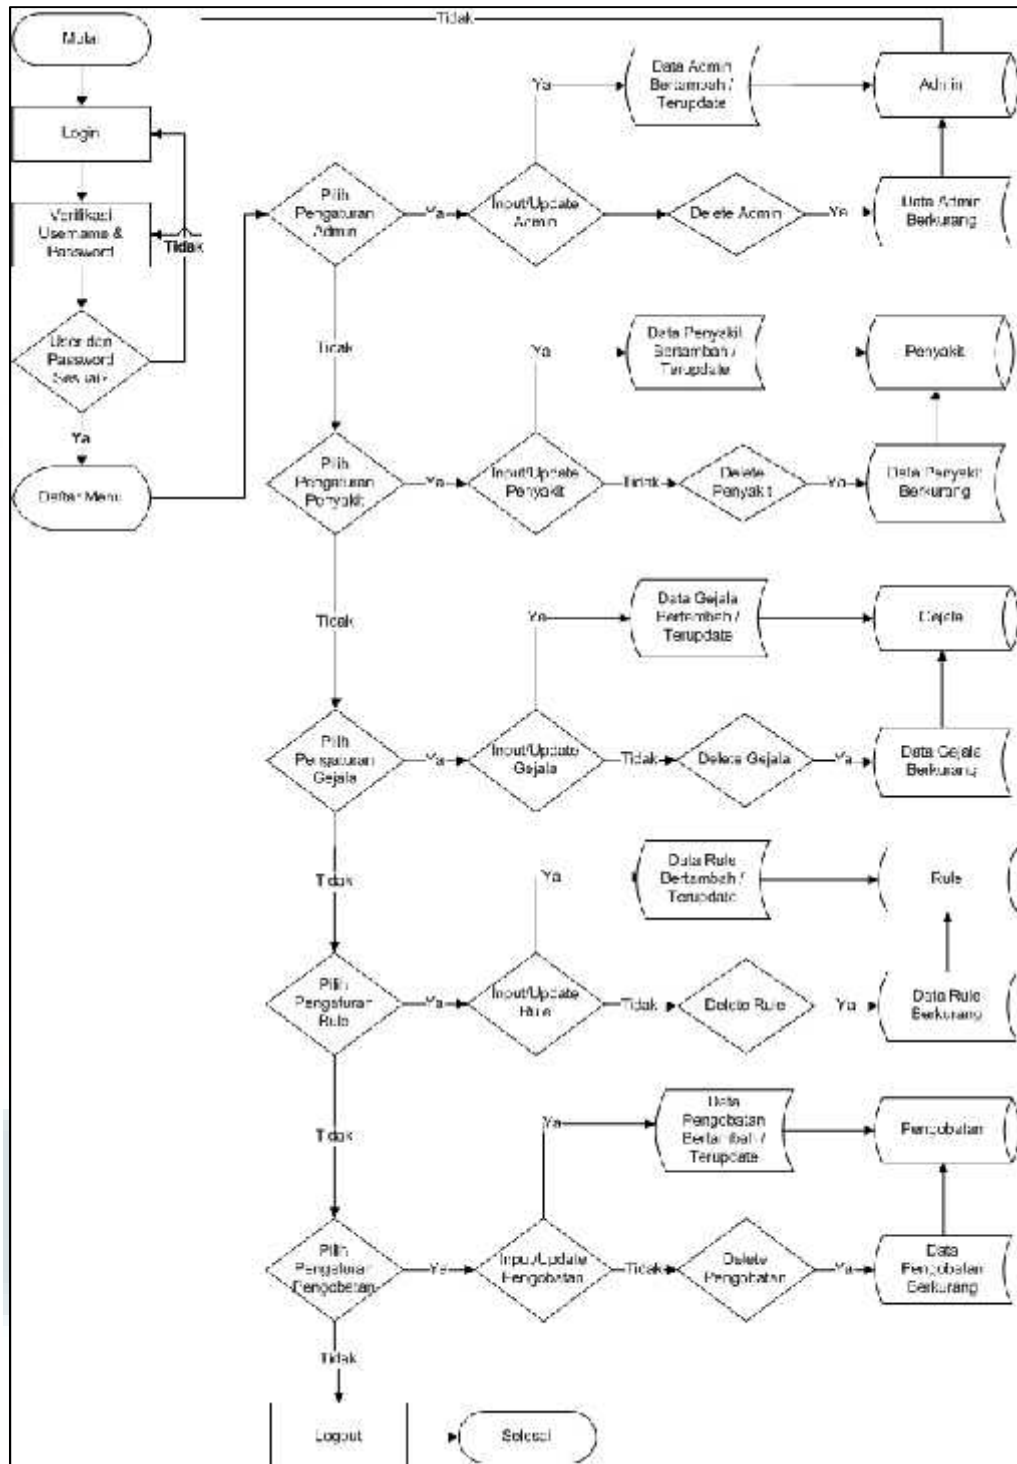 Tidak
Mulai
Login
Verifikasi
Username &
Password
Tidak
User dan
Password
Sesuai?
Ya
Daftar Menu
Pilih
Pengaturan
Admin
Ya
Input/Update
Admin
Ya
Data Admin
Bertambah /
Terupdate
Admin
Delete Admin
Ya
Data Admin
Berkurang
Tidak
Pilih
Pengaturan
Penyakit
Ya
Input/Update
Penyakit
Ya
Data Penyakit
Bertambah /
Terupdate
Penyakit
Tidak
Delete
Penyakit
Ya
Data Penyakit
Berkurang
Tidak
Pilih
Pengaturan
Gejala
Ya
Input/Update
Gejala
Ya
Data Gejala
Bertambah /
Terupdate
Gejala
Tidak
Delete Gejala
Ya
Data Gejala
Berkurang
Tidak
Pilih
Pengaturan
Rule
Ya
Input/Update
Rule
Ya
Data Rule
Bertambah /
Terupdate
Rule
Tidak
Delete Rule
Ya
Data Rule
Berkurang
Tidak
Pilih
Pengaturan
Pengobatan
Ya
Input/Update
Pengobatan
Ya
Data
Pengobatan
Bertambah /
Terupdate
Pengobatan
Tidak
Delete
Pengobatan
Ya
Data
Pengobatan
Berkurang
Tidak
Logout
Selesai